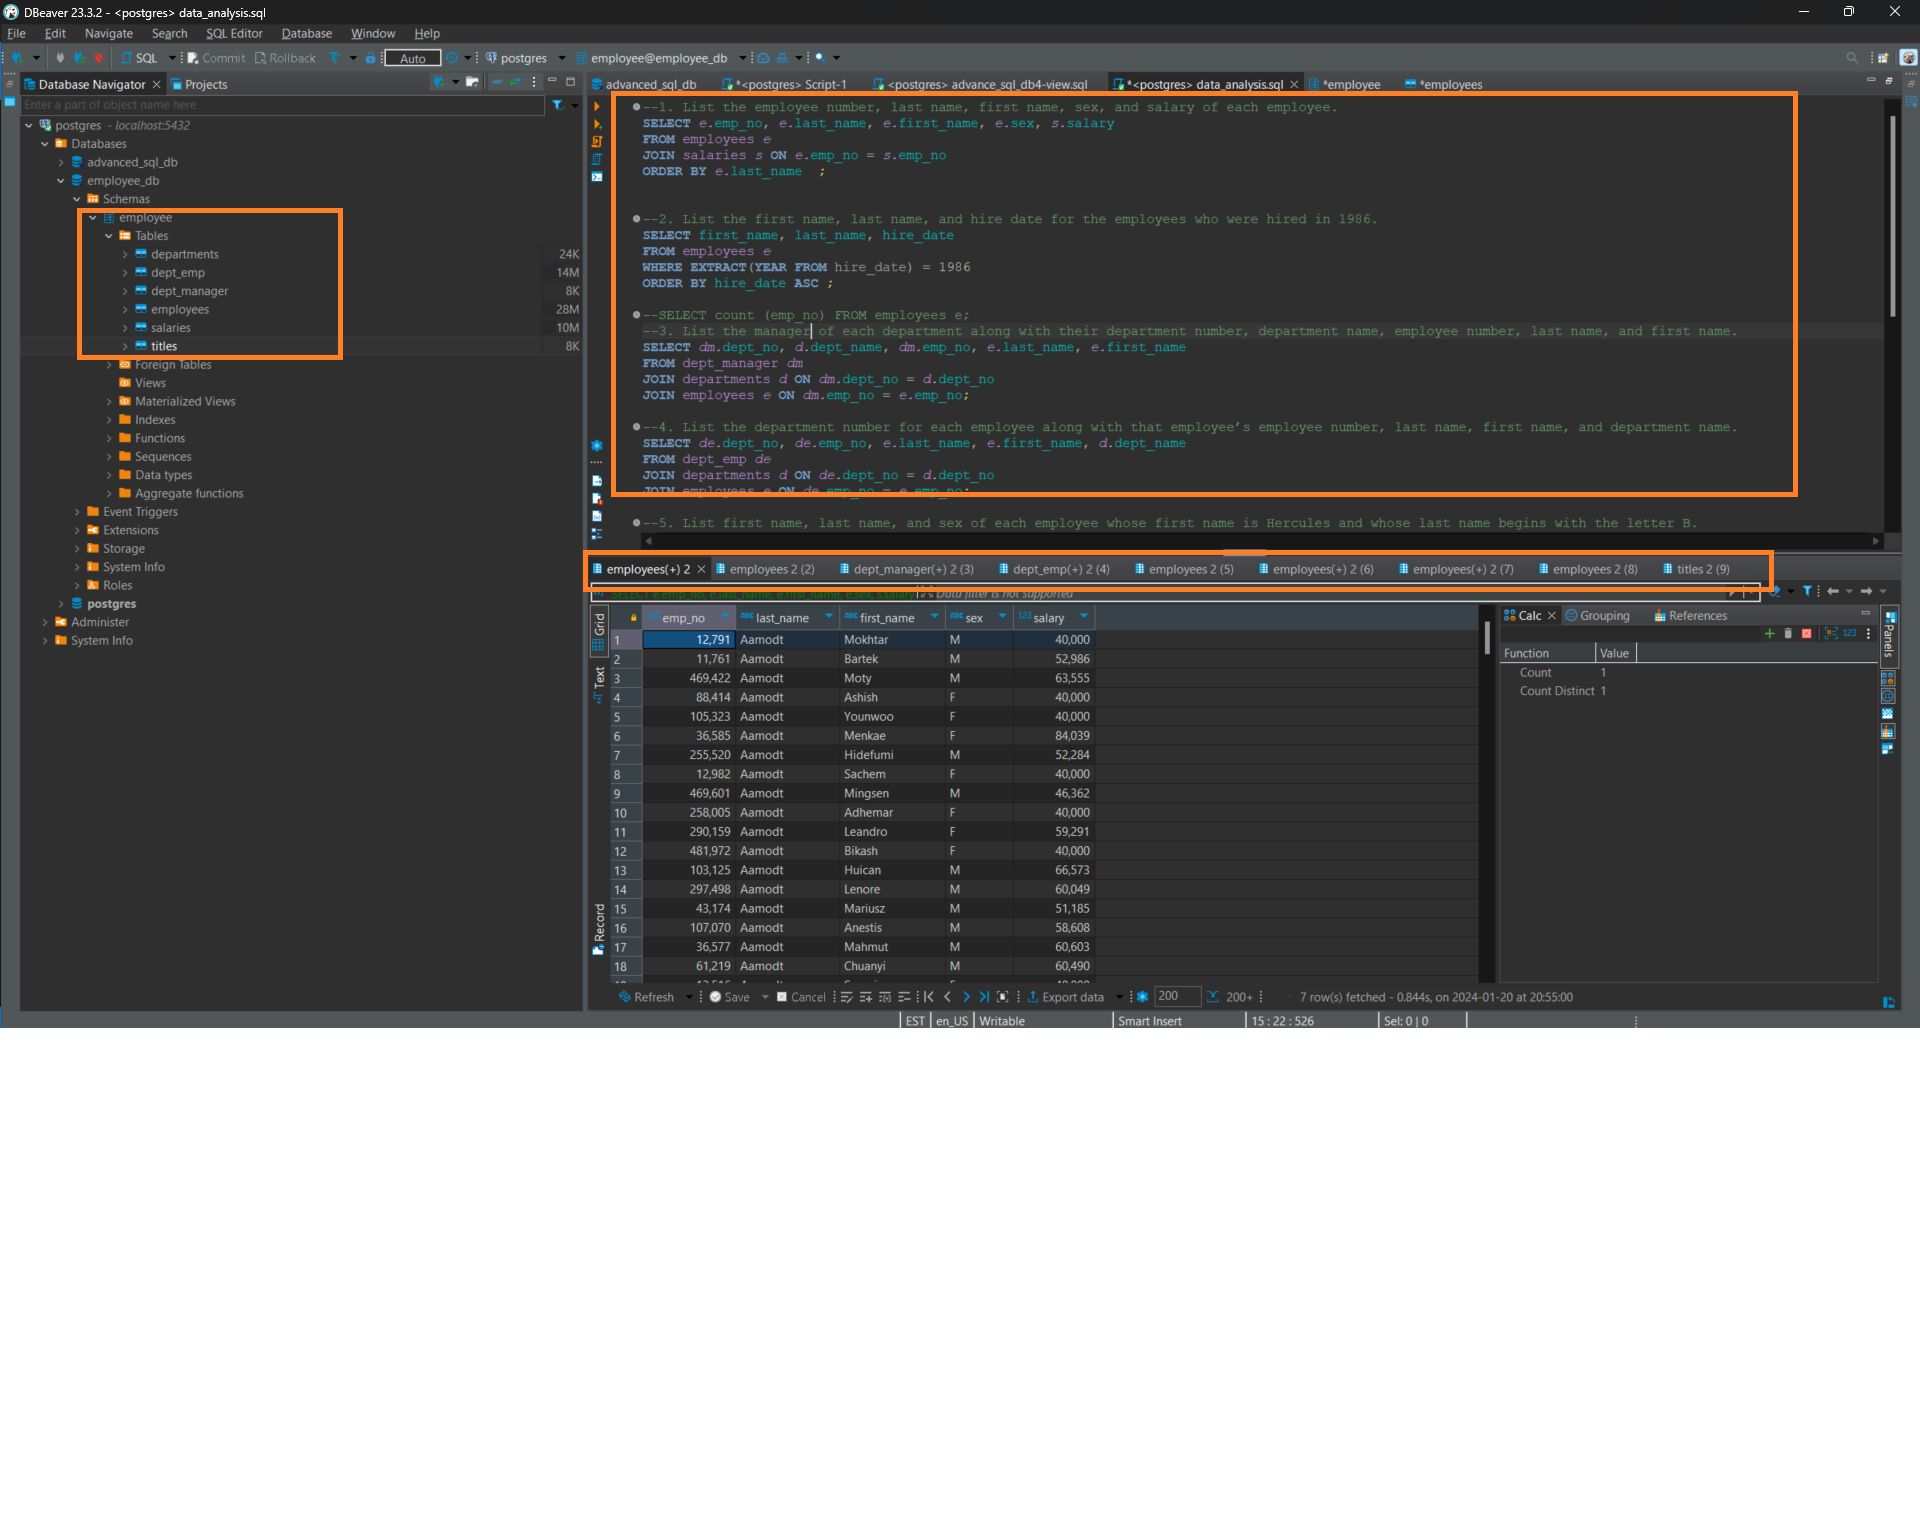 DBeaver 23.3.2 - <postgres> data_analysis.sql
File Edit Navigate Search SQL Editor Database Window Help
SQL Commit Rollback Auto postgres employee@employee_db
Database Navigator Projects
Enter a part of object name here
postgres - localhost:5432
Databases
advanced_sql_db
employee_db
Schemas
employee
Tables
departments 24K
dept_emp 14M
dept_manager 8K
employees 28M
salaries 10M
titles 8K
Foreign Tables
Views
Materialized Views
Indexes
Functions
Sequences
Data types
Aggregate functions
Event Triggers
Extensions
Storage
System Info
Roles
postgres
Administer
System Info
advanced_sql_db *<postgres> Script-1 <postgres> advance_sql_db4-view.sql *<postgres> data_analysis.sql *employee *employees
--1. List the employee number, last name, first name, sex, and salary of each employee.
SELECT e.emp_no, e.last_name, e.first_name, e.sex, s.salary
FROM employees e
JOIN salaries s ON e.emp_no = s.emp_no
ORDER BY e.last_name ;
--2. List the first name, last name, and hire date for the employees who were hired in 1986.
SELECT first_name, last_name, hire_date
FROM employees e
WHERE EXTRACT(YEAR FROM hire_date) = 1986
ORDER BY hire_date ASC ;
--SELECT count (emp_no) FROM employees e;
--3. List the manager of each department along with their department number, department name, employee number, last name, and first name.
SELECT dm.dept_no, d.dept_name, dm.emp_no, e.last_name, e.first_name
FROM dept_manager dm
JOIN departments d ON dm.dept_no = d.dept_no
JOIN employees e ON dm.emp_no = e.emp_no;
--4. List the department number for each employee along with that employee’s employee number, last name, first name, and department name.
SELECT de.dept_no, de.emp_no, e.last_name, e.first_name, d.dept_name
FROM dept_emp de
JOIN departments d ON de.dept_no = d.dept_no
JOIN employees e ON de.emp_no = e.emp_no;
--5. List first name, last name, and sex of each employee whose first name is Hercules and whose last name begins with the letter B.
employees(+) 2 employees 2 (2) dept_manager(+) 2 (3) dept_emp(+) 2 (4) employees 2 (5) employees(+) 2 (6) employees(+) 2 (7) employees 2 (8) titles 2 (9)
SELECT e.emp_no, e.last_name, e.first_name, e.sex, s.salary Data filter is not supported
Grid
Text
Record
123 emp_no ABC last_name ABC first_name ABC sex 123 salary
1 12,791 Aamodt Mokhtar M 40,000
2 11,761 Aamodt Bartek M 52,986
3 469,422 Aamodt Moty M 63,555
4 88,414 Aamodt Ashish F 40,000
5 105,323 Aamodt Younwoo F 40,000
6 36,585 Aamodt Menkae F 84,039
7 255,520 Aamodt Hidefumi M 52,284
8 12,982 Aamodt Sachem F 40,000
9 469,601 Aamodt Mingsen M 46,362
10 258,005 Aamodt Adhemar F 40,000
11 290,159 Aamodt Leandro F 59,291
12 481,972 Aamodt Bikash F 40,000
13 103,125 Aamodt Huican M 66,573
14 297,498 Aamodt Lenore M 60,049
15 43,174 Aamodt Mariusz M 51,185
16 107,070 Aamodt Anestis M 58,608
17 36,577 Aamodt Mahmut M 60,603
18 61,219 Aamodt Chuanyi M 60,490
Calc Grouping References
123
Function Value
Count 1
Count Distinct 1
Panels
Refresh Save Cancel Export data 200 200+ 7 row(s) fetched - 0.844s, on 2024-01-20 at 20:55:00
EST en_US Writable Smart Insert 15 : 22 : 526 Sel: 0 | 0